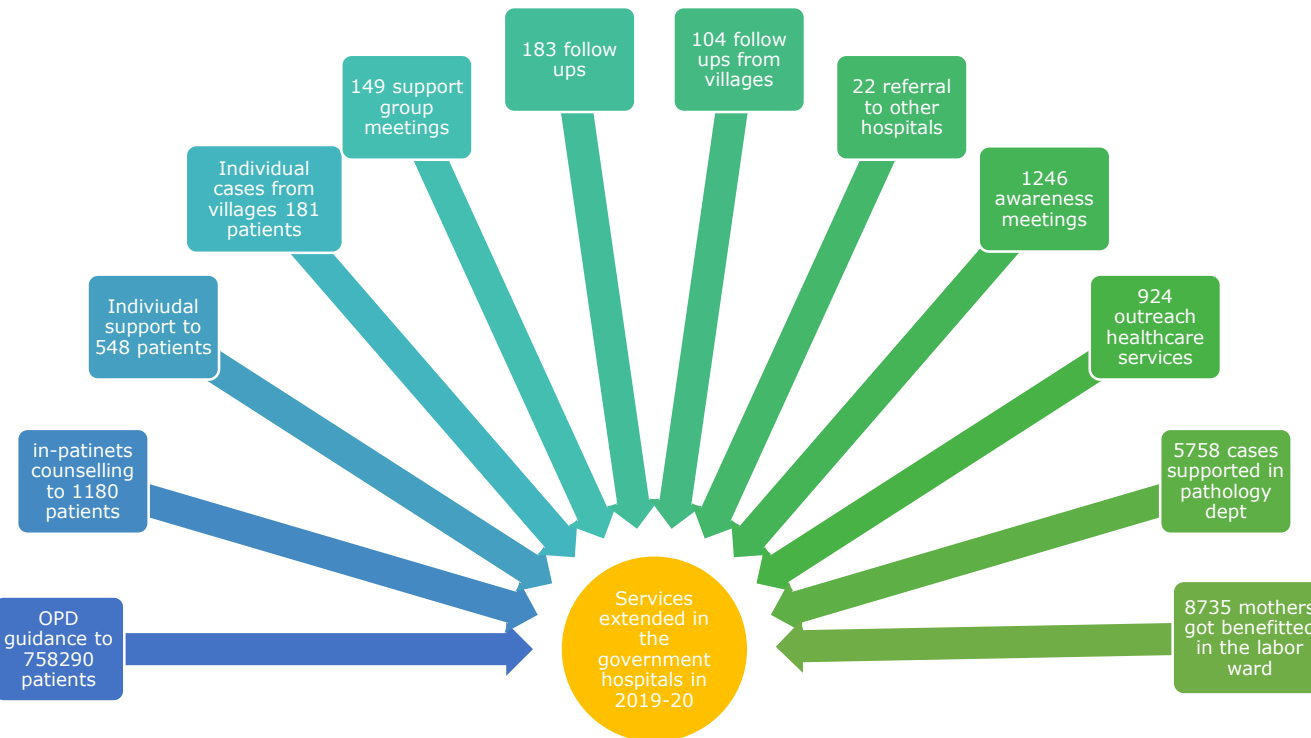 OPD
guidance to
758290
patients
in-patinets
counselling
to 1180
patients
Indiviudal
support to
548 patients
Individual
cases from
villages 181
patients
149 support
group
meetings
183 follow
ups
104 follow
ups from
villages
22 referral
to other
hospitals
1246
awareness
meetings
924
outreach
healthcare
services
5758 cases
supported in
pathology
dept
8735 mothers
got benefitted
in the labor
ward
Services
extended in
the
government
hospitals in
2019-20